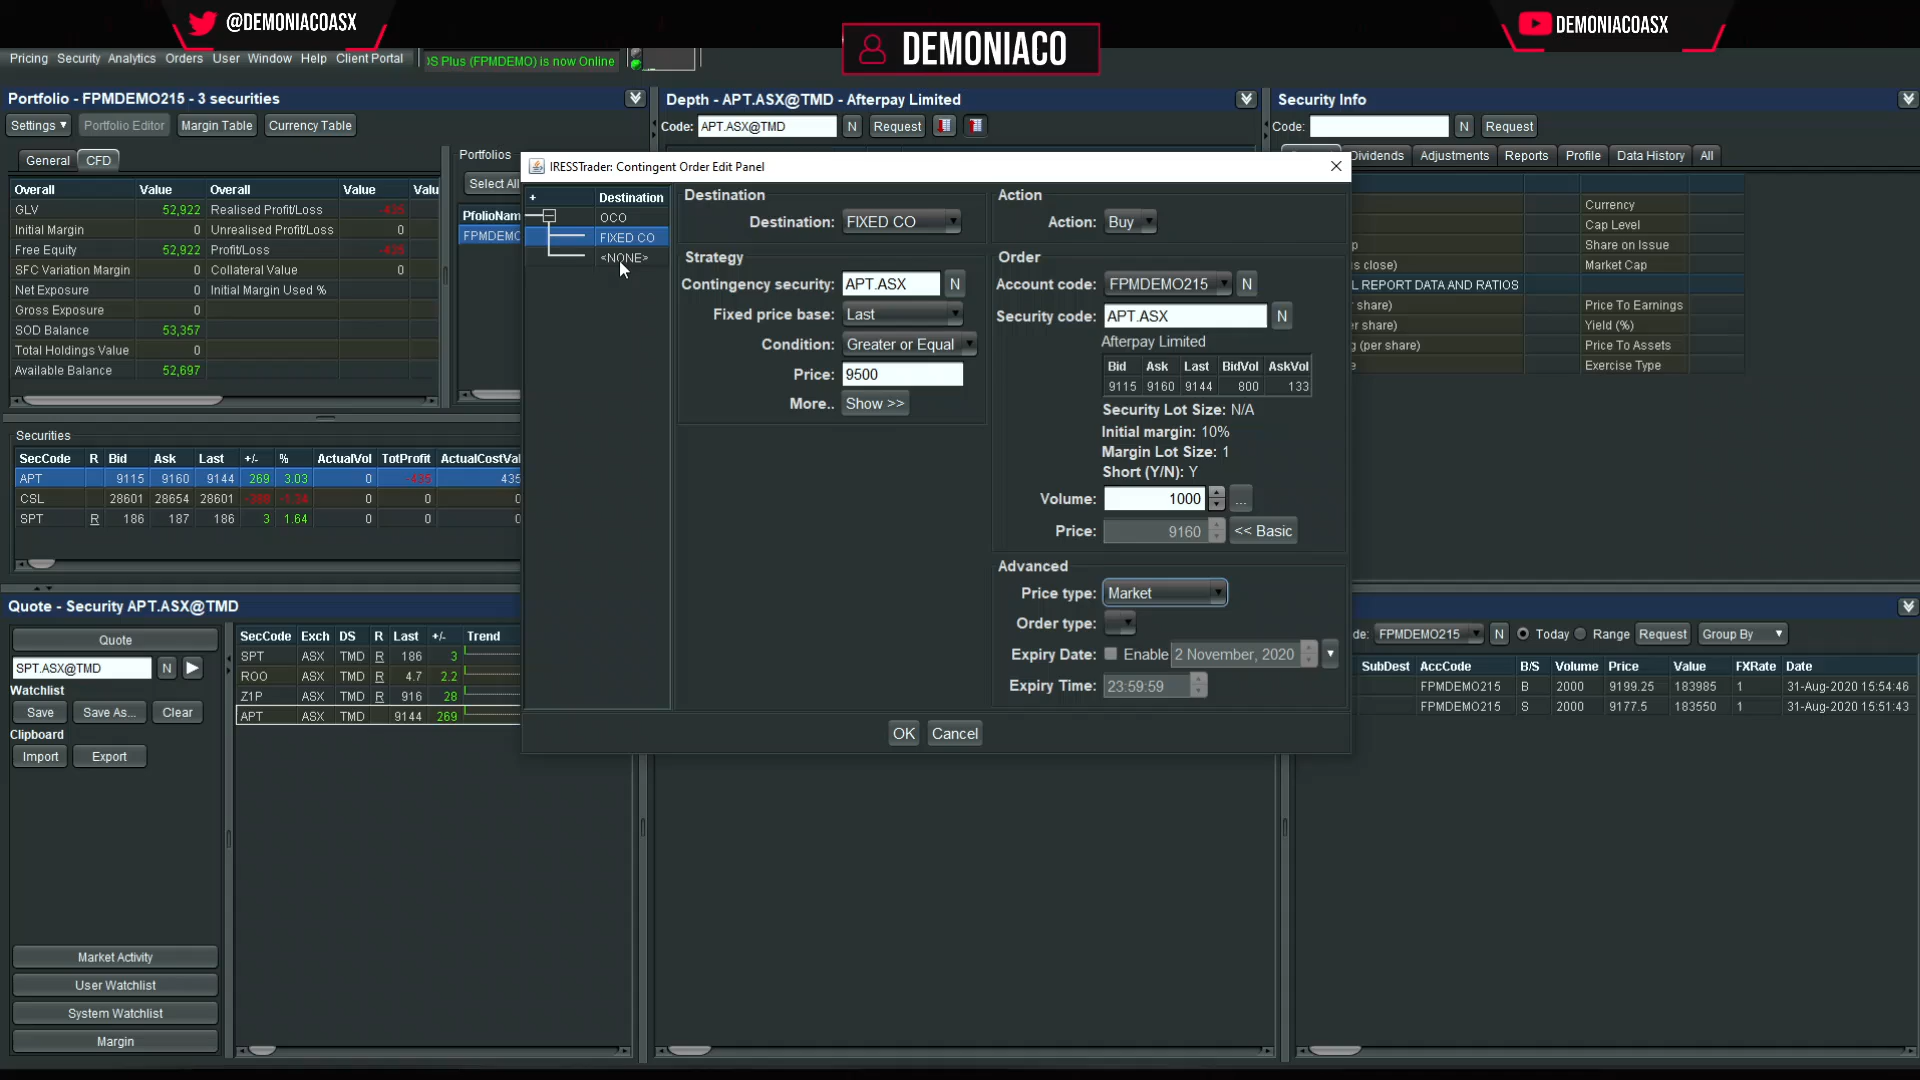 @DEMONIACOASX
DEMONIACO
DEMONIACOASX
Pricing Security Analytics Orders User Window Help Client Portal
OS Plus (FPMDEMO) is now Online
Portfolio - FPMDEMO215 - 3 securities
Settings Portfolio Editor Margin Table Currency Table
General CFD
Overall Value Overall Value Valu
GLV 52,922 Realised Profit/Loss -435
Initial Margin 0 Unrealised Profit/Loss 0
Free Equity 52,922 Profit/Loss -435
SFC Variation Margin 0 Collateral Value 0
Net Exposure 0 Initial Margin Used %
Gross Exposure 0
SOD Balance 53,357
Total Holdings Value 0
Available Balance 52,697
Portfolios
Select All
PfolioNam
FPMDEMO
Securities
SecCode R Bid Ask Last +/- % ActualVol TotProfit ActualCostVal
APT 9115 9160 9144 269 3.03 0 -435 435
CSL 28601 28654 28601 -388 -1.34 0 0 0
SPT R 186 187 186 3 1.64 0 0 0
Quote - Security APT.ASX@TMD
Quote
SPT.ASX@TMD N
Watchlist
Save Save As... Clear
Clipboard
Import Export
Market Activity
User Watchlist
System Watchlist
Margin
SecCode Exch DS R Last +/- Trend
SPT ASX TMD R 186 3
ROO ASX TMD R 4.7 2.2
Z1P ASX TMD R 916 28
APT ASX TMD 9144 269
Depth - APT.ASX@TMD - Afterpay Limited
Code: APT.ASX@TMD N Request
IRESSTrader: Contingent Order Edit Panel
+ Destination
OCO
FIXED CO
<NONE>
Destination
Destination: FIXED CO
Strategy
Contingency security: APT.ASX N
Fixed price base: Last
Condition: Greater or Equal
Price: 9500
More.. Show >>
Action
Action: Buy
Order
Account code: FPMDEMO215 N
Security code: APT.ASX N
Afterpay Limited
Bid Ask Last BidVol AskVol
9115 9160 9144 800 133
Security Lot Size: N/A
Initial margin: 10%
Margin Lot Size: 1
Short (Y/N): Y
Volume: 1000 ...
Price: 9160 << Basic
Advanced
Price type: Market
Order type:
Expiry Date: Enable 2 November, 2020
Expiry Time: 23:59:59
OK Cancel
Security Info
Code: N Request
Dividends Adjustments Reports Profile Data History All
Currency
Cap Level
p Share on Issue
is close) Market Cap
L REPORT DATA AND RATIOS
share) Price To Earnings
r share) Yield (%)
g (per share) Price To Assets
e Exercise Type
de: FPMDEMO215 N Today Range Request Group By
SubDest AccCode B/S Volume Price Value FXRate Date
FPMDEMO215 B 2000 9199.25 183985 1 31-Aug-2020 15:54:46
FPMDEMO215 S 2000 9177.5 183550 1 31-Aug-2020 15:51:43